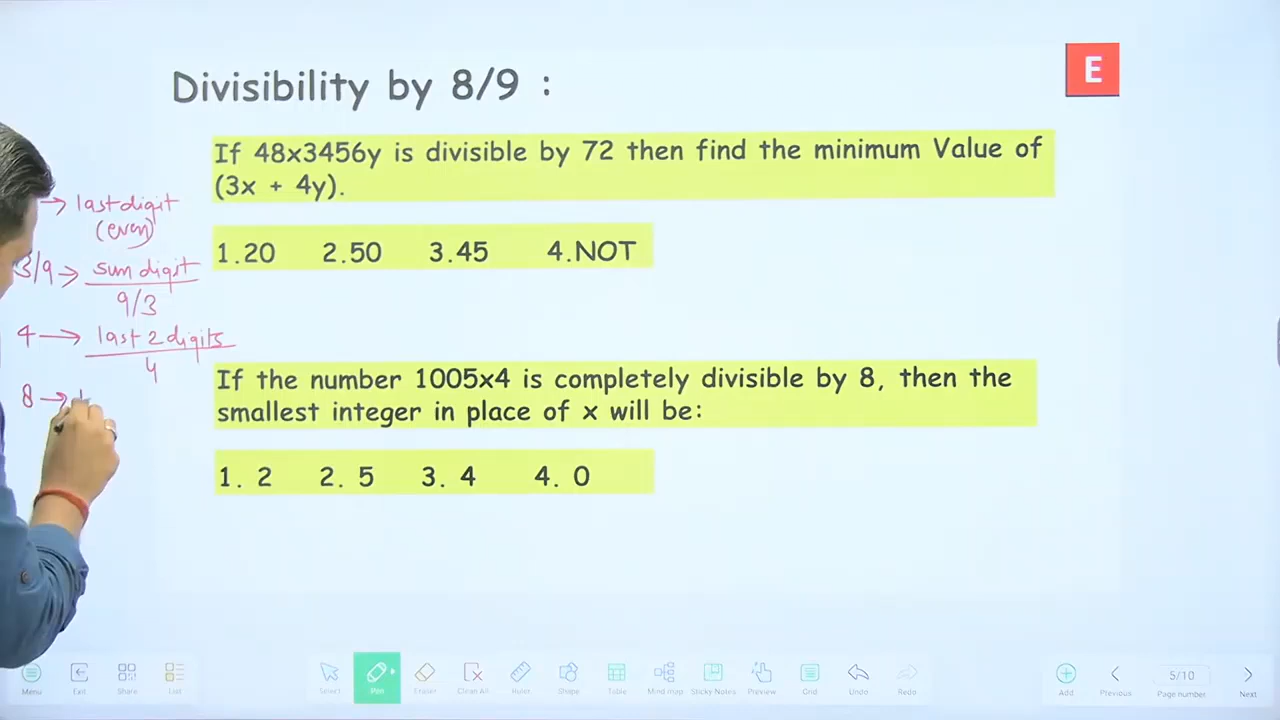 E
Divisibility by 8/9 :
If 48x3456y is divisible by 72 then find the minimum Value of
(3x + 4y).
1.20 2.50 3.45 4.NOT
→ last digit
(even)
3/9 → sum digit
9/3
4 → last 2 digits
4
8 →
If the number 1005x4 is completely divisible by 8, then the
smallest integer in place of x will be:
1. 2 2. 5 3. 4 4. 0
Menu Exit Share List Select Pen Eraser Clean All Ruler Shape Table Mind map Sticky Notes Preview Grid Undo Redo Add Previous 5/10 Page number Next